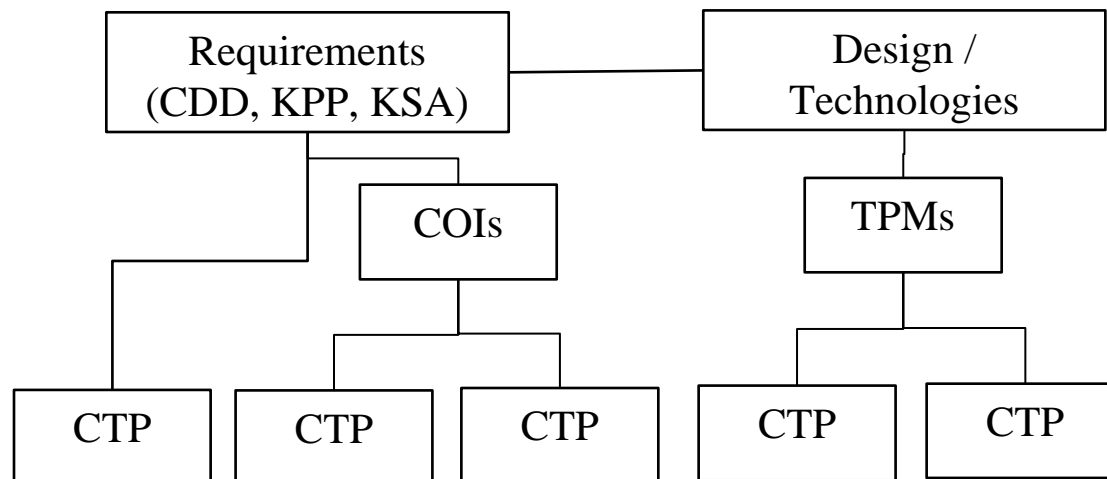 Requirements
(CDD, KPP, KSA)
Design /
Technologies
COIs
TPMs
CTP
CTP
CTP
CTP
CTP